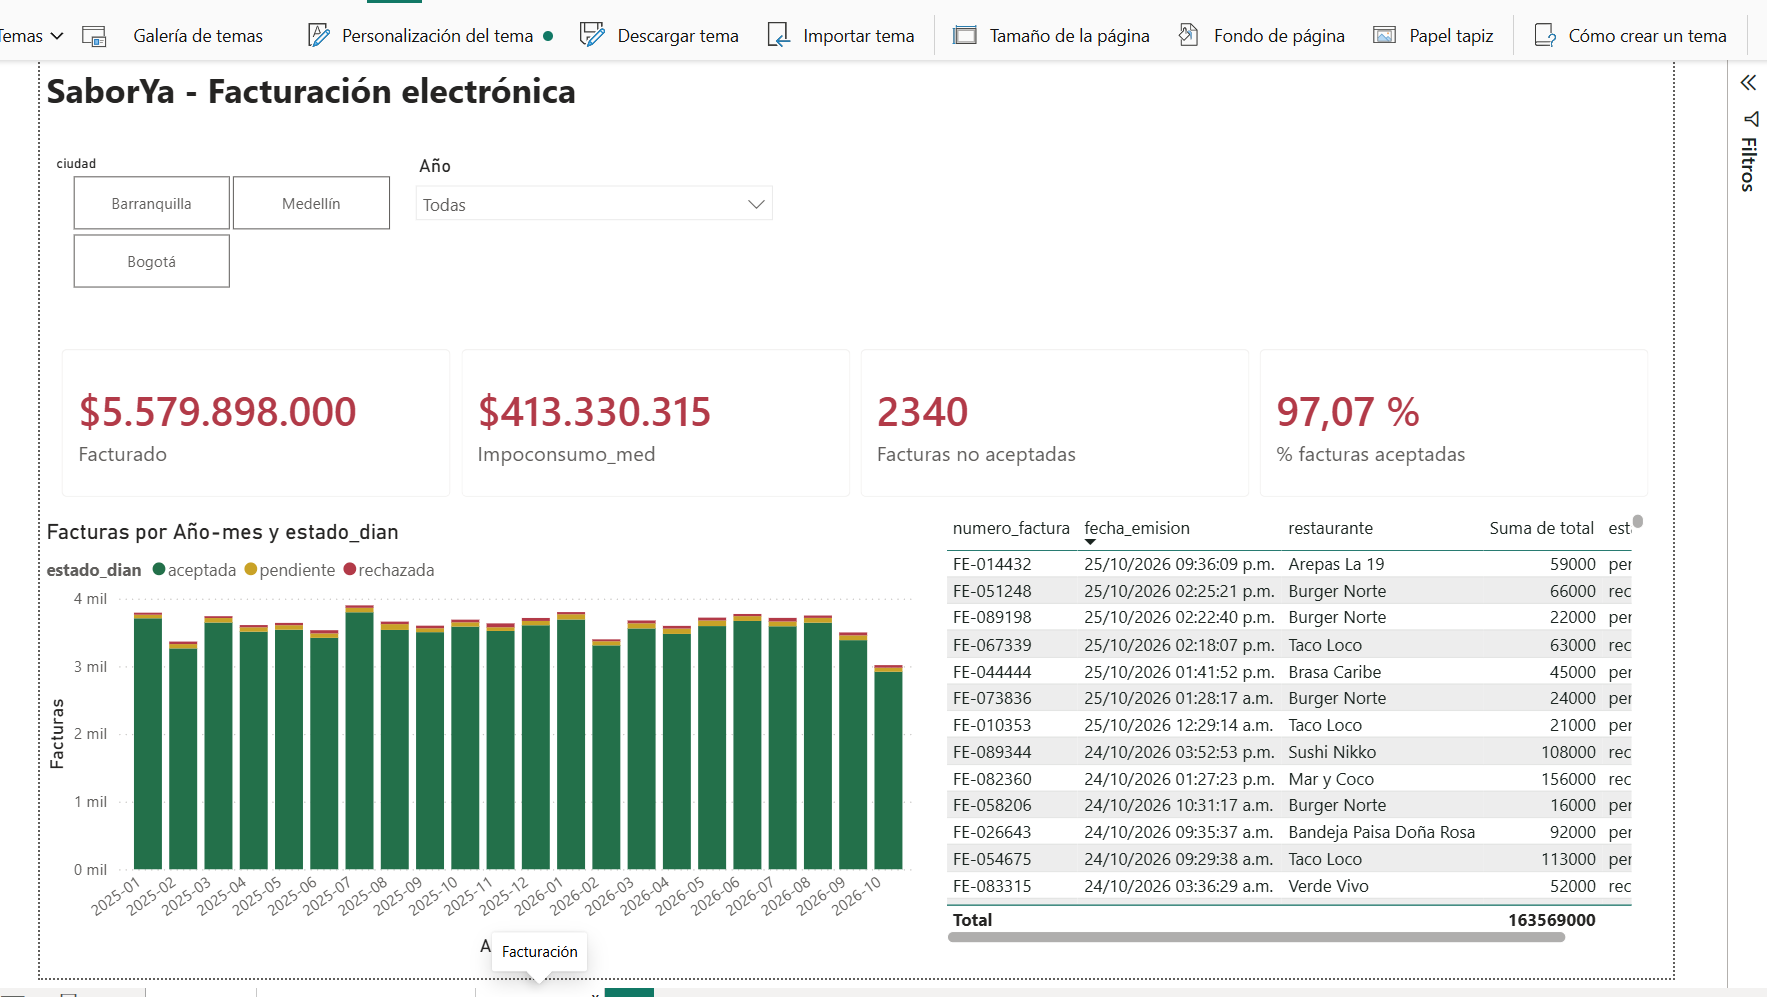 Temas
Galería de temas
Personalización del tema
Descargar tema
Importar tema
Tamaño de la página
Fondo de página
Papel tapiz
Cómo crear un tema
SaborYa - Facturación electrónica
Filtros
ciudad
Barranquilla
Medellín
Bogotá
Año
Todas
$5.579.898.000
Facturado
$413.330.315
Impoconsumo_med
2340
Facturas no aceptadas
97,07 %
% facturas aceptadas
Facturas por Año-mes y estado_dian
estado_dian aceptada pendiente rechazada
Facturas
4 mil
3 mil
2 mil
1 mil
0 mil
2025-01
2025-02
2025-03
2025-04
2025-05
2025-06
2025-07
2025-08
2025-09
2025-10
2025-11
2025-12
2026-01
2026-02
2026-03
2026-04
2026-05
2026-06
2026-07
2026-08
2026-09
2026-10
A
Facturación
numero_factura fecha_emision restaurante Suma de total est
FE-014432 25/10/2026 09:36:09 p.m. Arepas La 19 59000 per
FE-051248 25/10/2026 02:25:21 p.m. Burger Norte 66000 rec
FE-089198 25/10/2026 02:22:40 p.m. Burger Norte 22000 per
FE-067339 25/10/2026 02:18:07 p.m. Taco Loco 63000 rec
FE-044444 25/10/2026 01:41:52 p.m. Brasa Caribe 45000 per
FE-073836 25/10/2026 01:28:17 a.m. Burger Norte 24000 per
FE-010353 25/10/2026 12:29:14 a.m. Taco Loco 21000 per
FE-089344 24/10/2026 03:52:53 p.m. Sushi Nikko 108000 rec
FE-082360 24/10/2026 01:27:23 p.m. Mar y Coco 156000 rec
FE-058206 24/10/2026 10:31:17 a.m. Burger Norte 16000 per
FE-026643 24/10/2026 09:35:37 a.m. Bandeja Paisa Doña Rosa 92000 per
FE-054675 24/10/2026 09:29:38 a.m. Taco Loco 113000 per
FE-083315 24/10/2026 03:36:29 a.m. Verde Vivo 52000 rec
Total 163569000